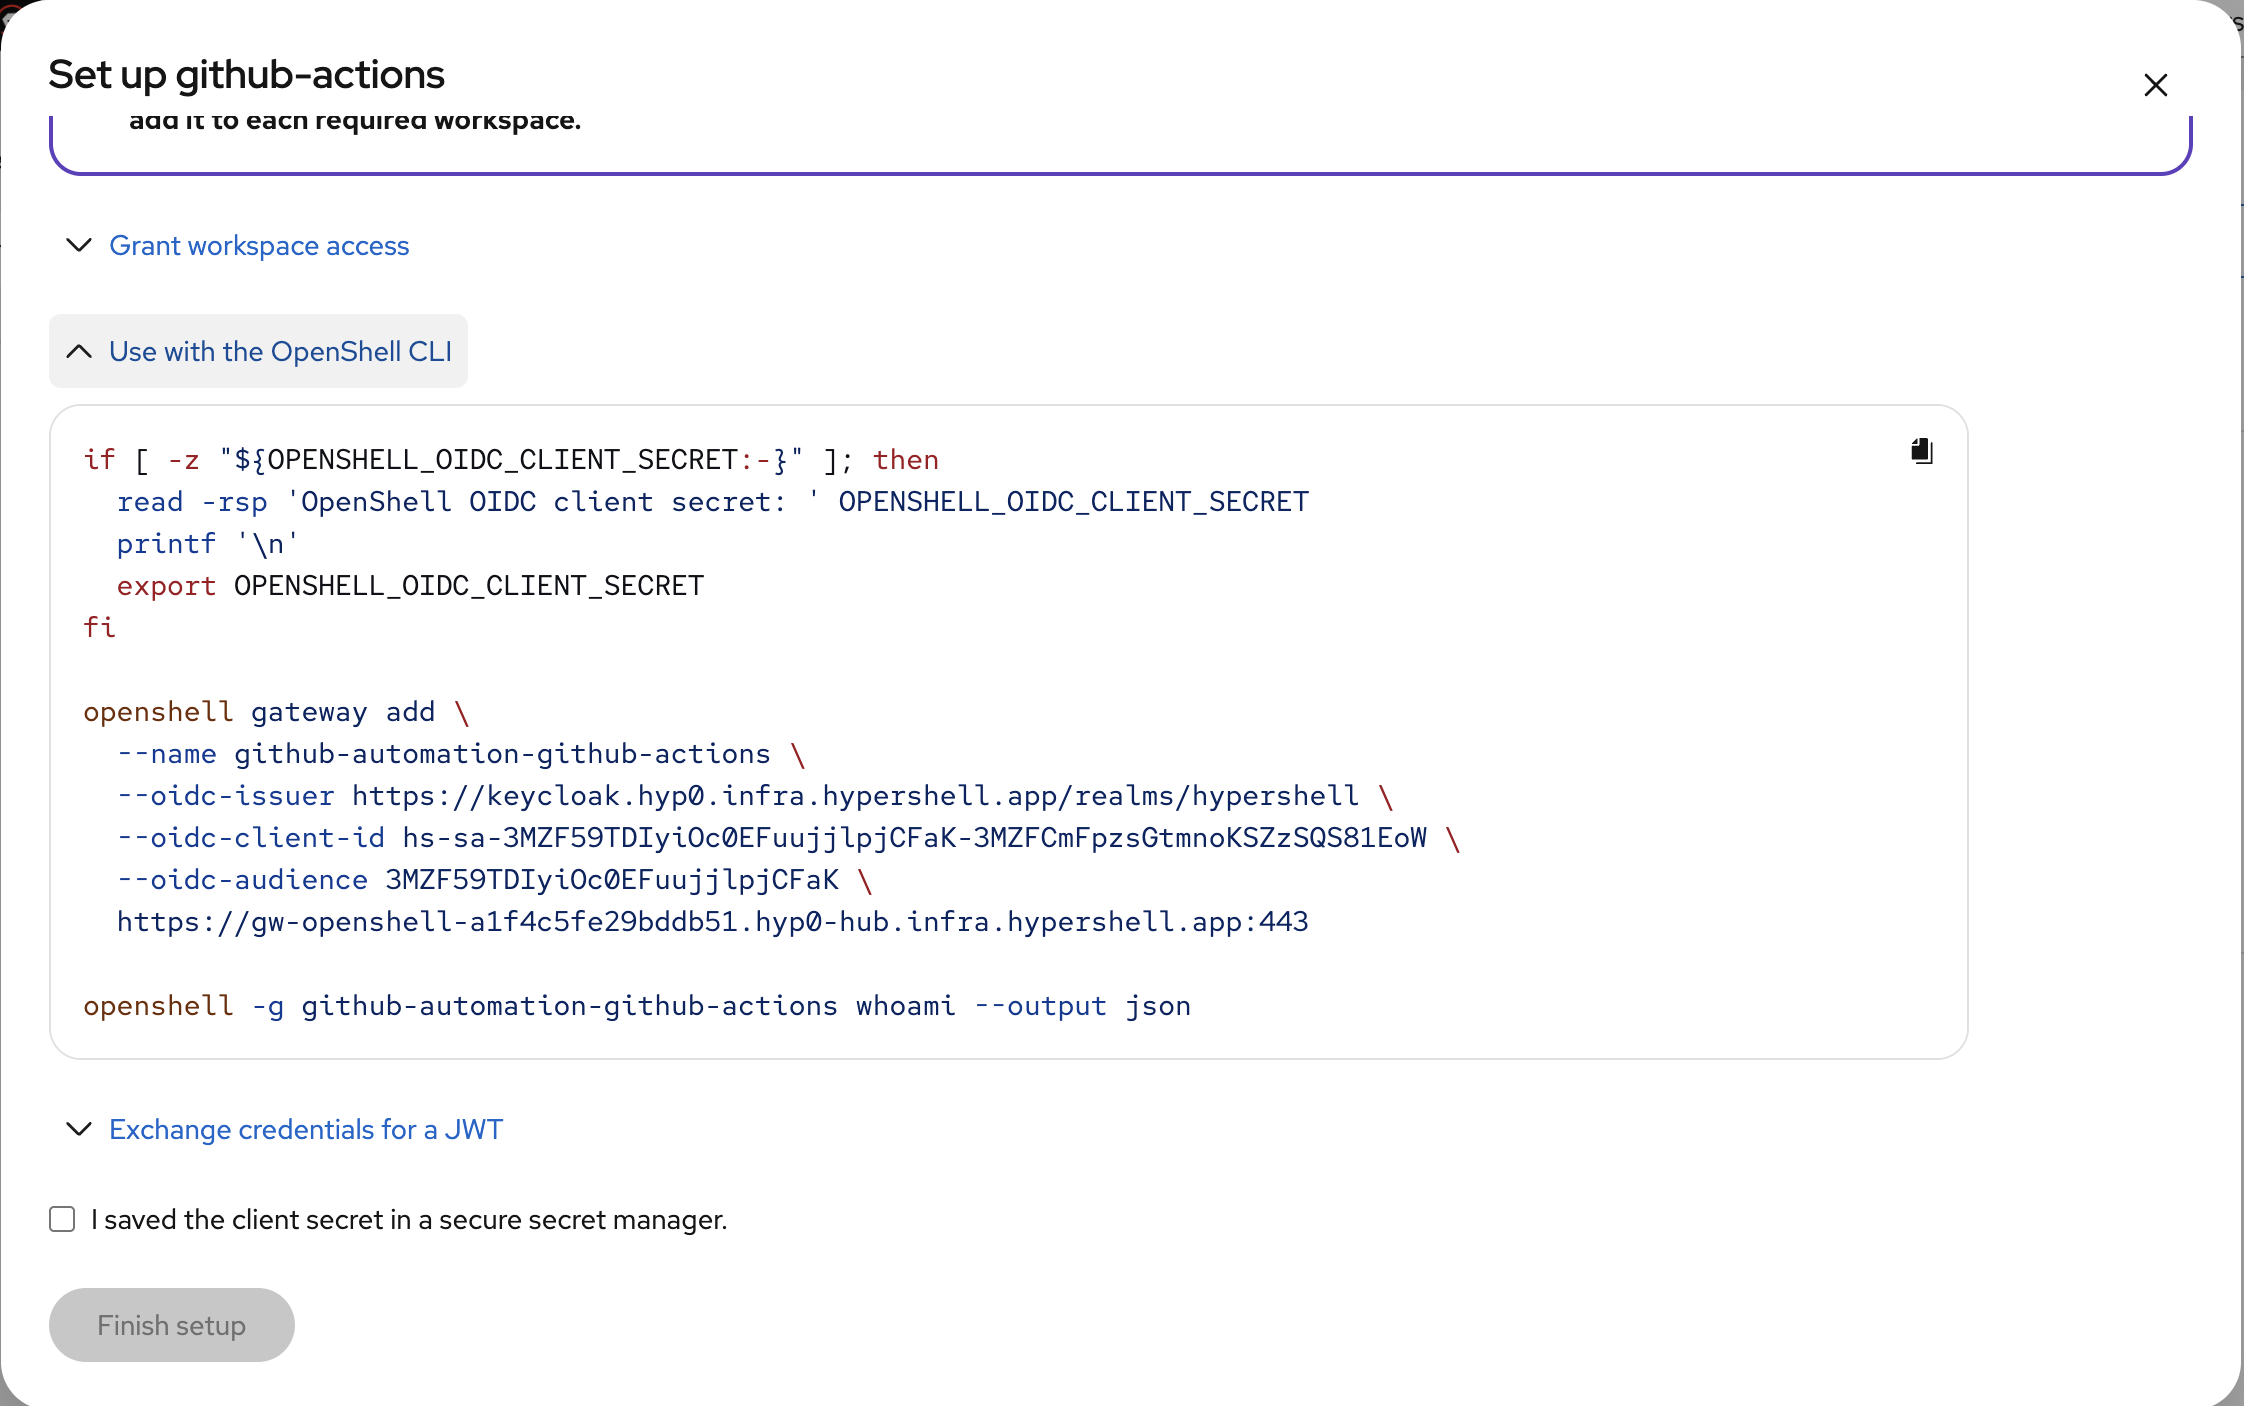 Set up github-actions
add it to each required workspace.
Grant workspace access
Use with the OpenShell CLI
if [ -z "${OPENSHELL_OIDC_CLIENT_SECRET:-}" ]; then
  read -rsp 'OpenShell OIDC client secret: ' OPENSHELL_OIDC_CLIENT_SECRET
  printf '\n'
  export OPENSHELL_OIDC_CLIENT_SECRET
fi

openshell gateway add \
  --name github-automation-github-actions \
  --oidc-issuer https://keycloak.hyp0.infra.hypershell.app/realms/hypershell \
  --oidc-client-id hs-sa-3MZF59TDIyiOc0EFuujjlpjCFaK-3MZFCmFpzsGtmnoKSZzSQS81EoW \
  --oidc-audience 3MZF59TDIyiOc0EFuujjlpjCFaK \
  https://gw-openshell-a1f4c5fe29bddb51.hyp0-hub.infra.hypershell.app:443

openshell -g github-automation-github-actions whoami --output json
Exchange credentials for a JWT
I saved the client secret in a secure secret manager.
Finish setup